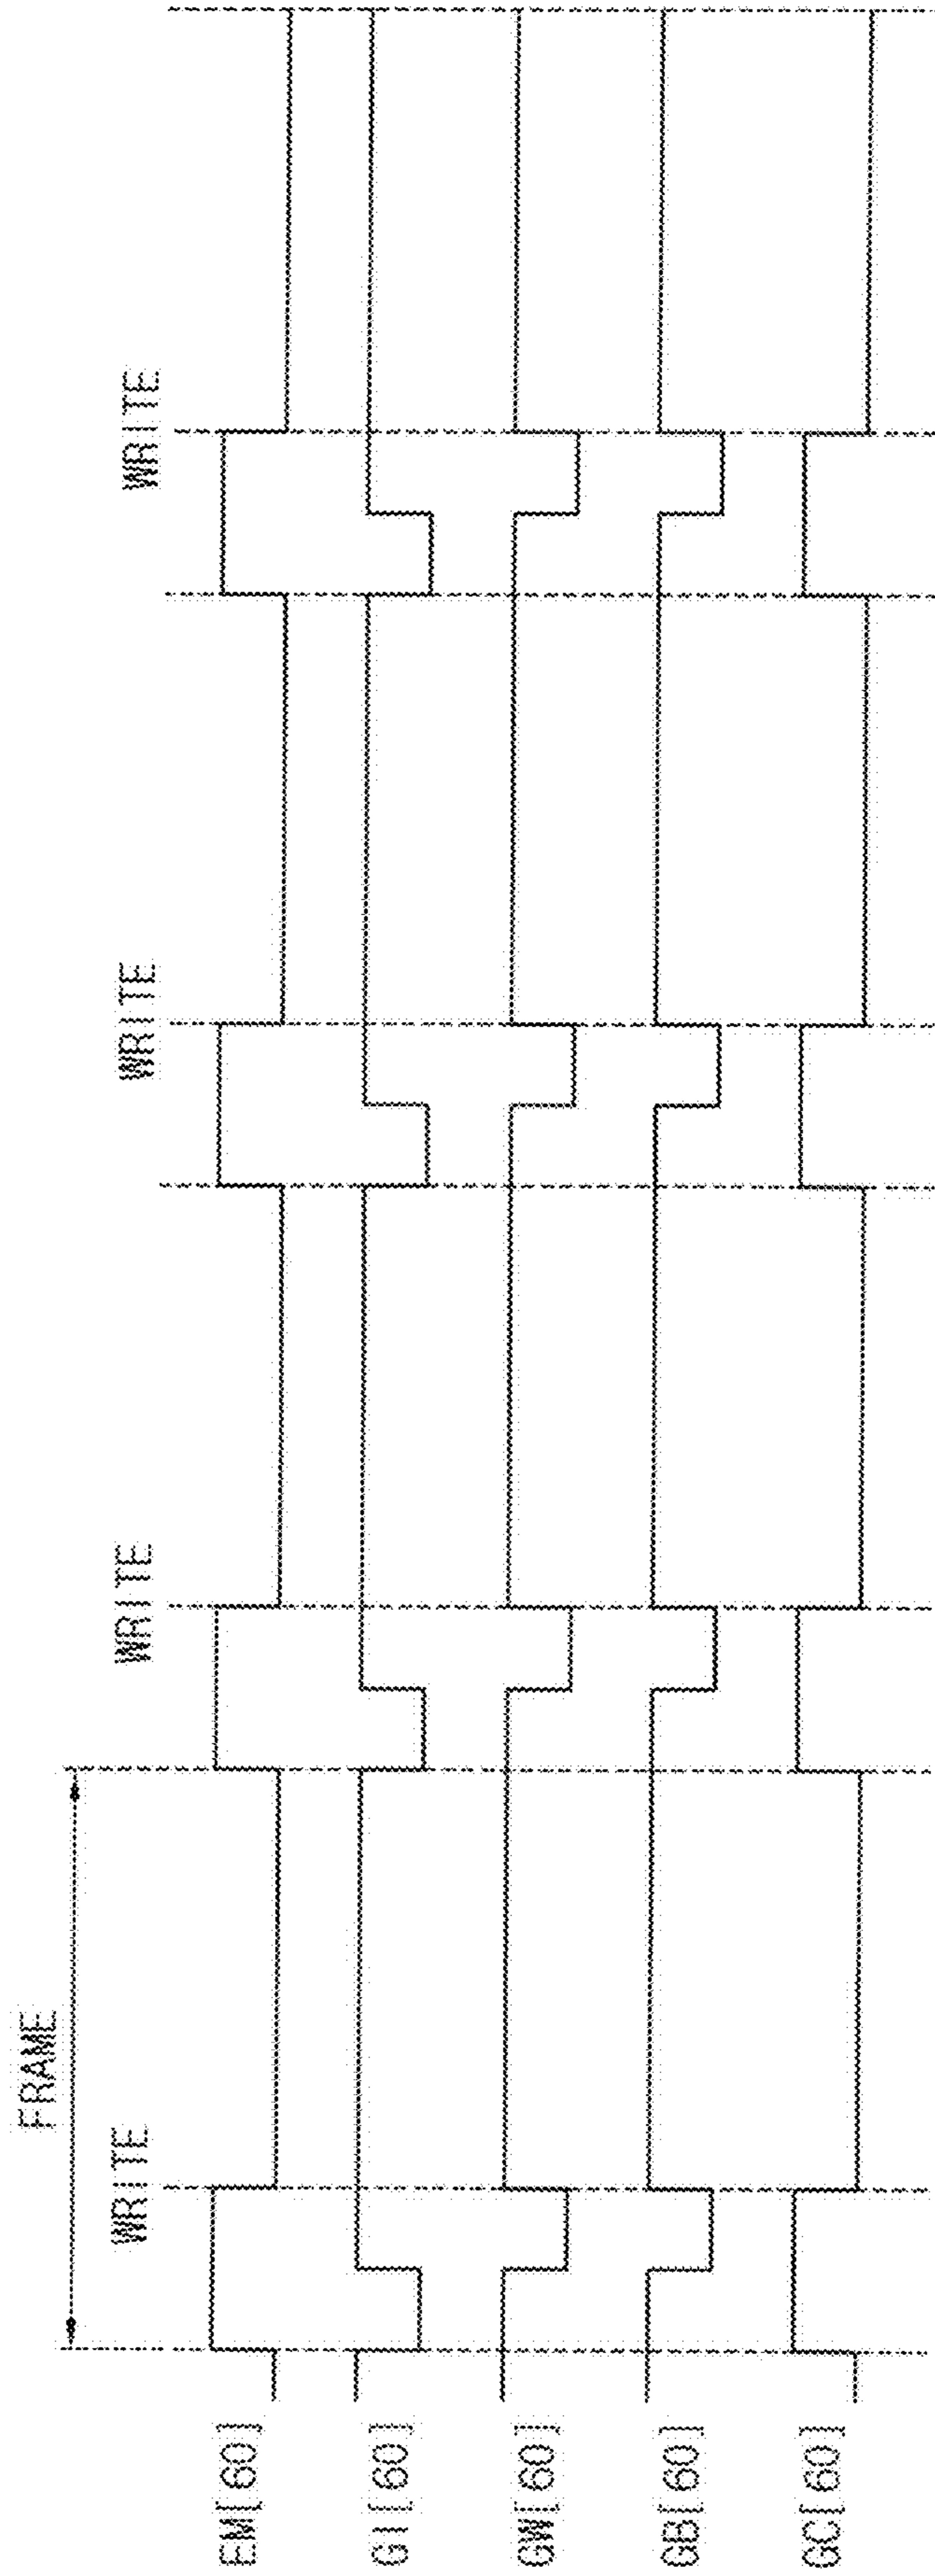 FRAME
WRITE
WRITE
WRITE
WRITE
EM[60]
GI[60]
GW[60]
GB[60]
GC[60]